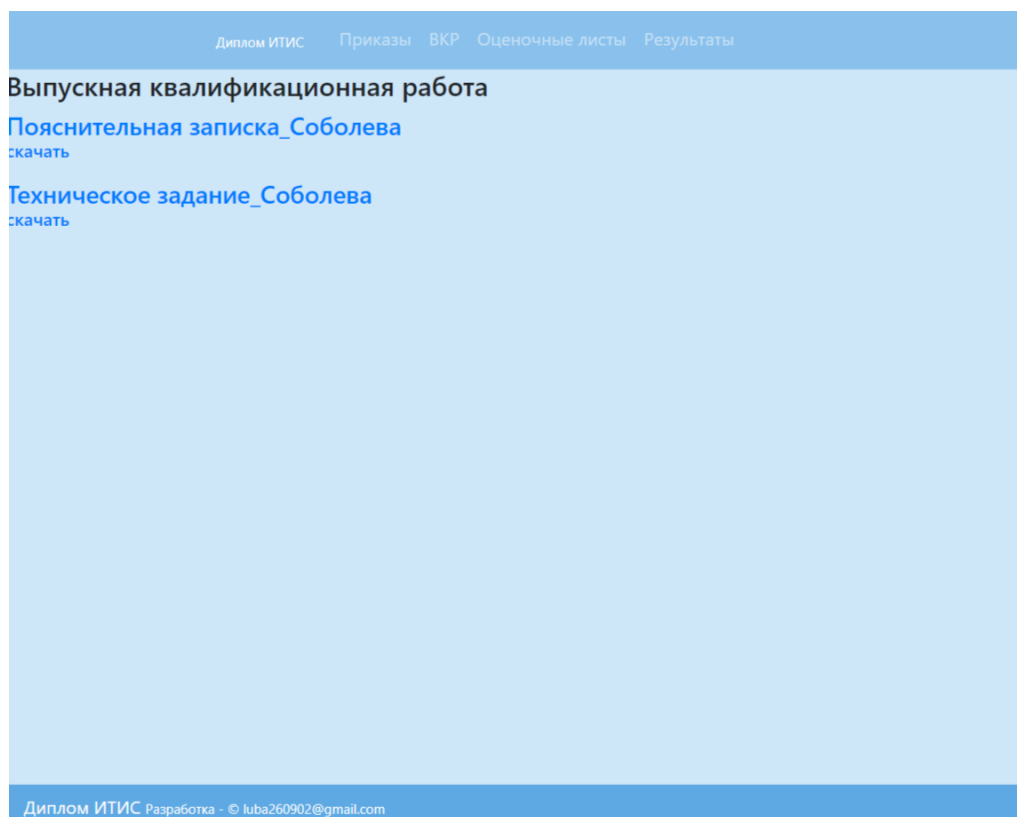 Диплом ИТИС Приказы ВКР Оценочные листы Результаты
Выпускная квалификационная работа
Пояснительная записка_Соболева
скачать
Техническое задание_Соболева
скачать
Диплом ИТИС Разработка - © luba260902@gmail.com